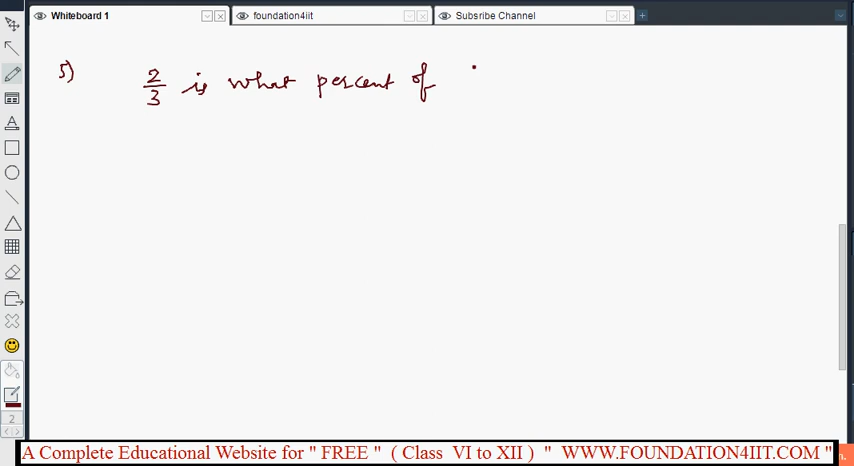 Whiteboard 1 foundation4iit Subsribe Channel
5) 2/3 is what percent of
2
A Complete Educational Website for " FREE " ( Class VI to XII ) " WWW.FOUNDATION4IIT.COM " n.